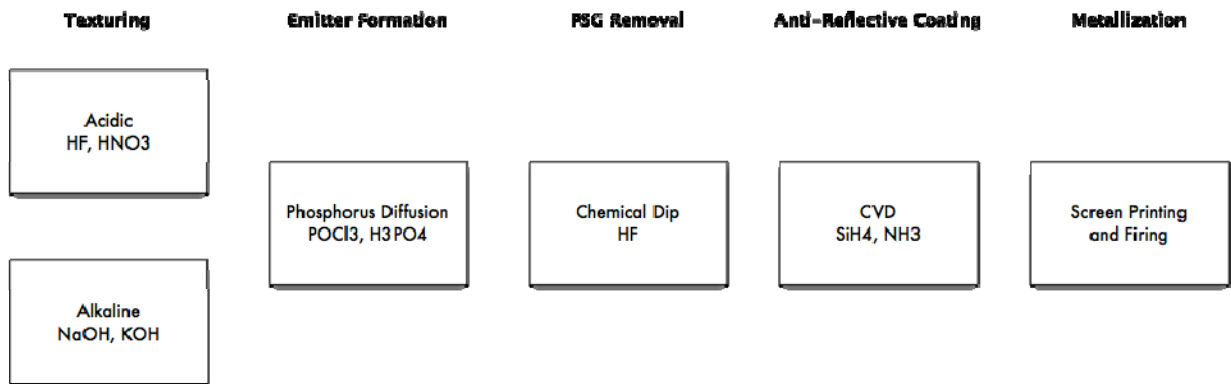 Texturing
Emitter Formation
PSG Removal
Anti-Reflective Coating
Metallization
Acidic
HF, HNO3
Phosphorus Diffusion
POCl3, H3PO4
Chemical Dip
HF
CVD
SiH4, NH3
Screen Printing
and Firing
Alkaline
NaOH, KOH